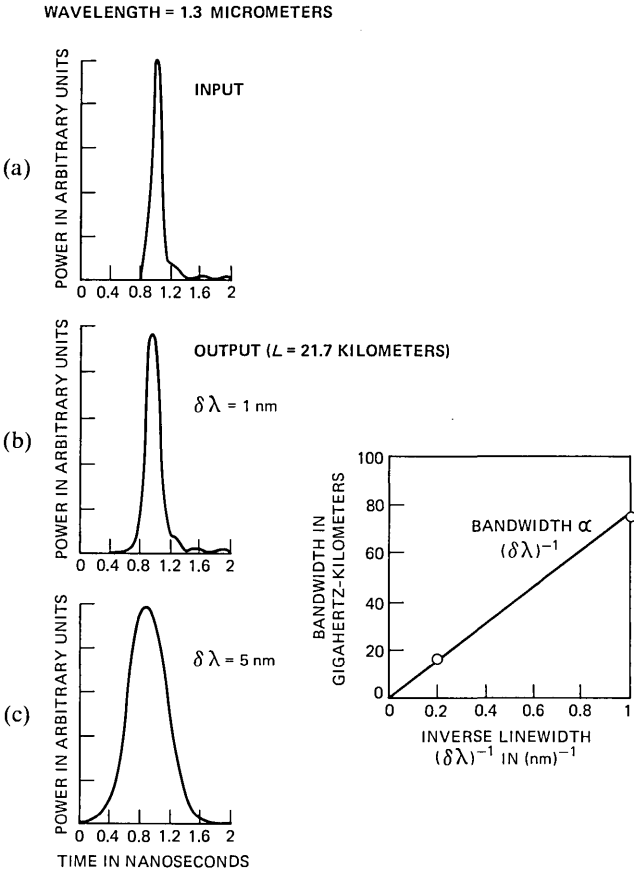 WAVELENGTH = 1.3 MICROMETERS
(a)
POWER IN ARBITRARY UNITS
INPUT
0 0.4 0.8 1.2 1.6 2
(b)
POWER IN ARBITRARY UNITS
OUTPUT (L = 21.7 KILOMETERS)
δλ = 1 nm
0 0.4 0.8 1.2 1.6 2
(c)
POWER IN ARBITRARY UNITS
δλ = 5 nm
0 0.4 0.8 1.2 1.6 2
TIME IN NANOSECONDS
BANDWIDTH IN
GIGAHERTZ-KILOMETERS
100
80
60
40
20
0
BANDWIDTH ∝
(δλ)⁻¹
0 0.2 0.4 0.6 0.8 1
INVERSE LINEWIDTH
(δλ)⁻¹ IN (nm)⁻¹